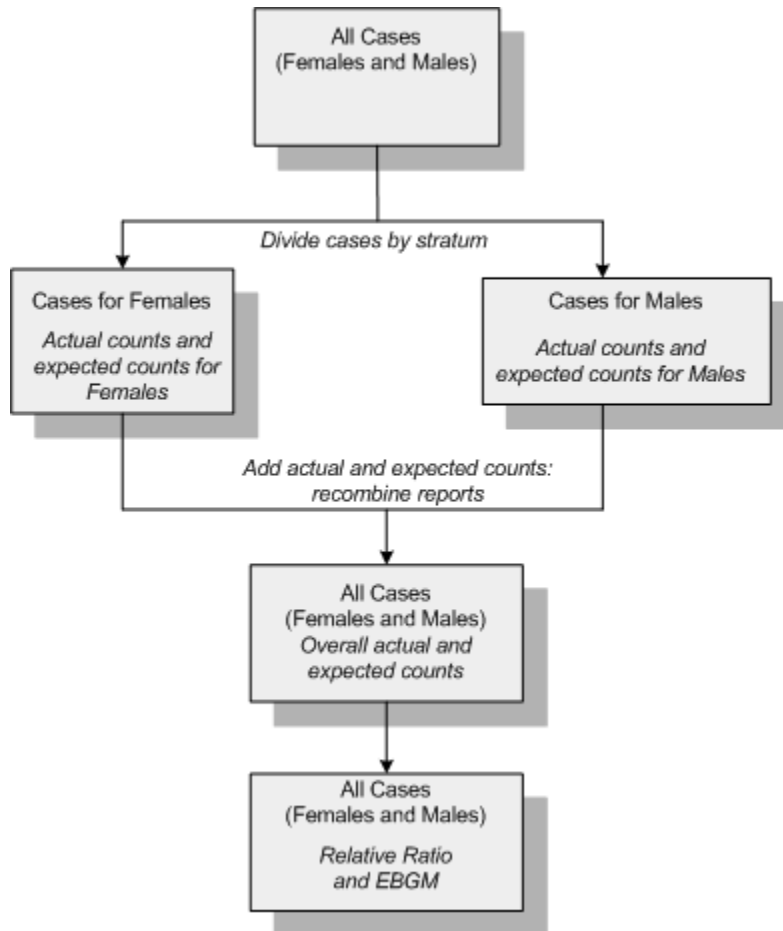 All Cases
(Females and Males)
Divide cases by stratum
Cases for Females
Actual counts and
expected counts for
Females
Cases for Males
Actual counts and
expected counts for Males
Add actual and expected counts:
recombine reports
All Cases
(Females and Males)
Overall actual and
expected counts
All Cases
(Females and Males)
Relative Ratio
and EBGM